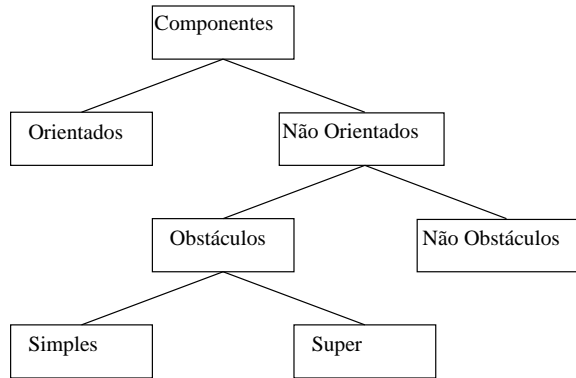 Componentes
Orientados
Não Orientados
Obstáculos
Não Obstáculos
Simples
Super